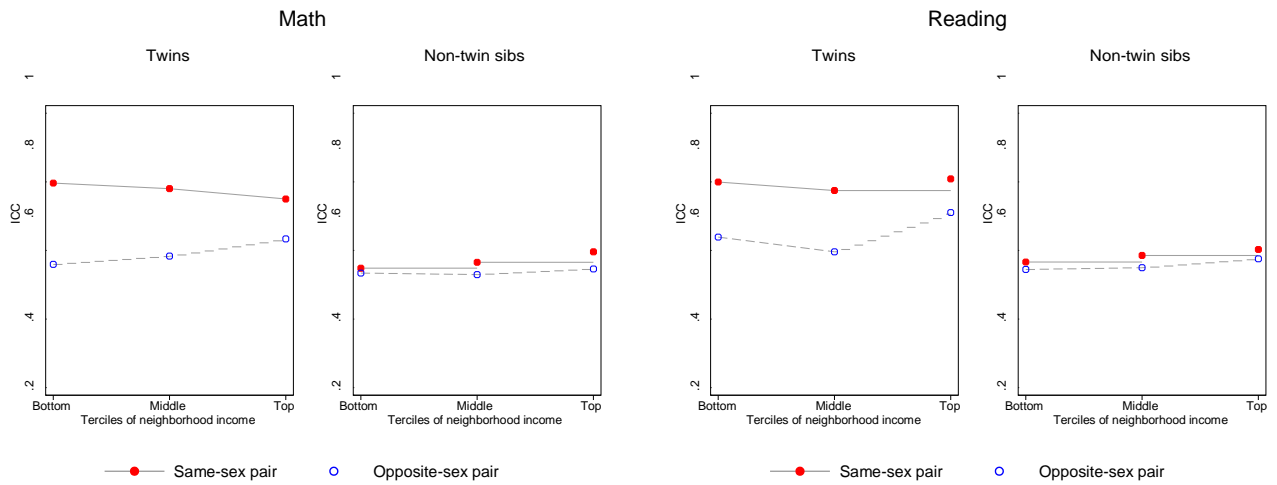 Math
Twins
Non-twin sibs
ICC
.2
.4
.6
.8
1
Bottom
Middle
Top
Terciles of neighborhood income
ICC
.2
.4
.6
.8
1
Bottom
Middle
Top
Terciles of neighborhood income
Same-sex pair
Opposite-sex pair
Reading
Twins
Non-twin sibs
ICC
.2
.4
.6
.8
1
Bottom
Middle
Top
Terciles of neighborhood income
ICC
.2
.4
.6
.8
1
Bottom
Middle
Top
Terciles of neighborhood income
Same-sex pair
Opposite-sex pair